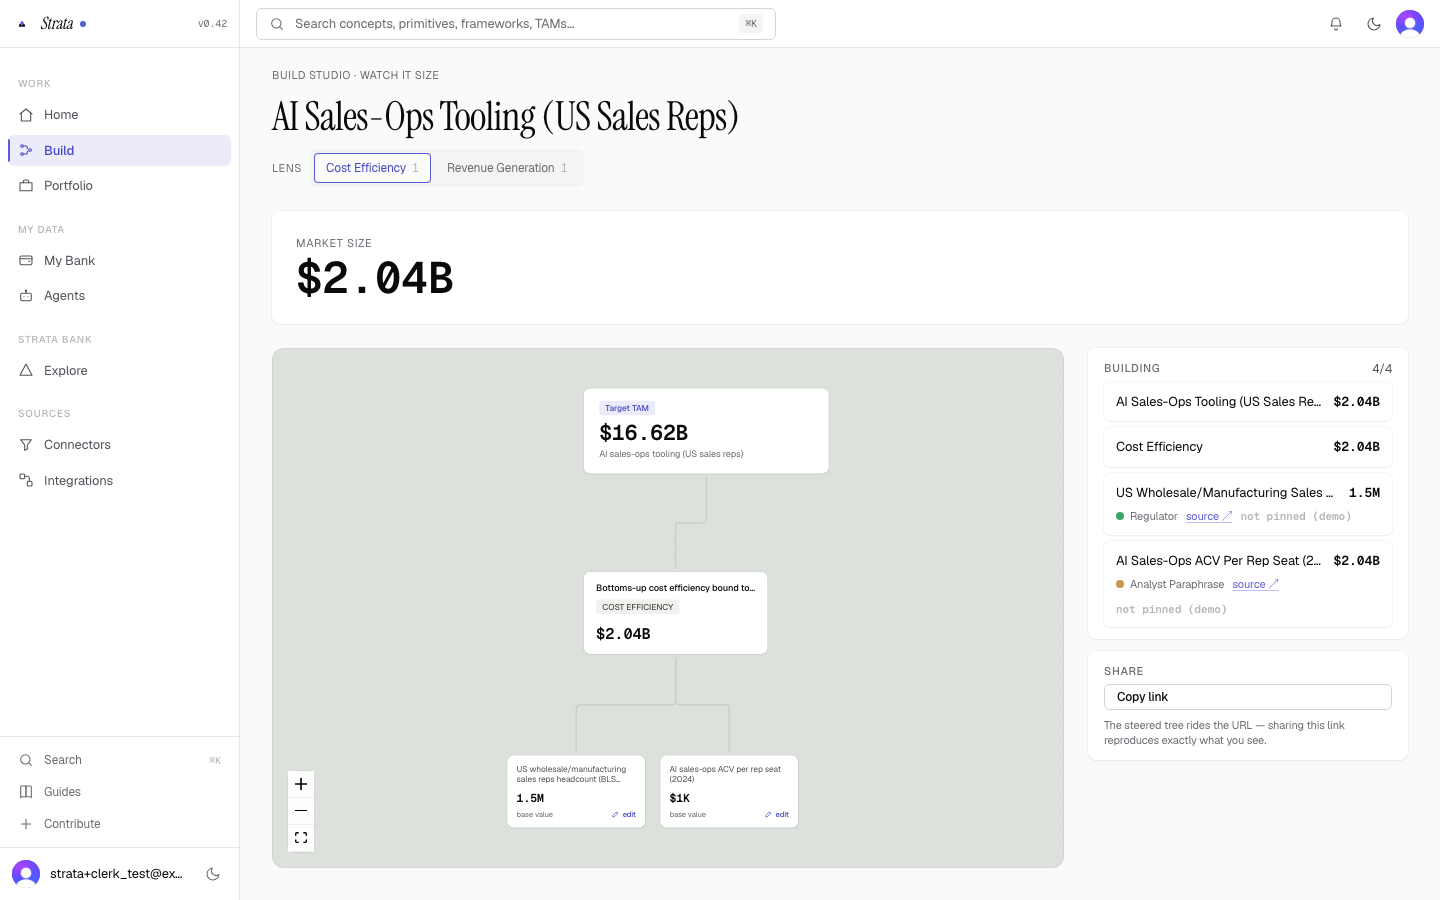 Strata
v0.42
Search concepts, primitives, frameworks, TAMs...
⌘K
WORK
Home
Build
Portfolio
MY DATA
My Bank
Agents
STRATA BANK
Explore
SOURCES
Connectors
Integrations
Search ⌘K
Guides
Contribute
strata+clerk_test@ex...
BUILD STUDIO · WATCH IT SIZE
AI Sales-Ops Tooling (US Sales Reps)
LENS Cost Efficiency 1 Revenue Generation 1
MARKET SIZE
$2.04B
Target TAM
$16.62B
AI sales-ops tooling (US sales reps)
Bottoms-up cost efficiency bound to...
COST EFFICIENCY
$2.04B
US wholesale/manufacturing
sales reps headcount (BLS...
1.5M
base value edit
AI sales-ops ACV per rep seat
(2024)
$1K
base value edit
BUILDING 4/4
AI Sales-Ops Tooling (US Sales Re... $2.04B
Cost Efficiency $2.04B
US Wholesale/Manufacturing Sales ... 1.5M
Regulator source ↗ not pinned (demo)
AI Sales-Ops ACV Per Rep Seat (2... $2.04B
Analyst Paraphrase source ↗
not pinned (demo)
SHARE
Copy link
The steered tree rides the URL — sharing this link
reproduces exactly what you see.